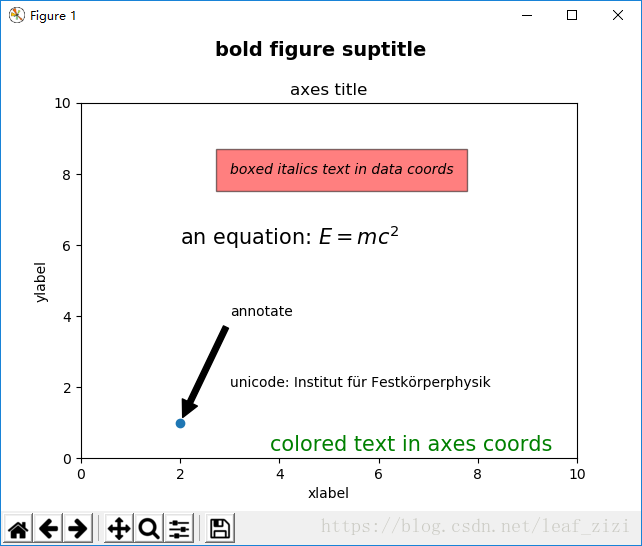 Figure 1
bold figure suptitle
axes title
10
boxed italics text in data coords
8
an equation: E = mc²
6
ylabel
annotate
4
unicode: Institut für Festkörperphysik
2
colored text in axes coords
0
0 2 4 6 8 10
xlabel
https://blog.csdn.net/leaf_zizi